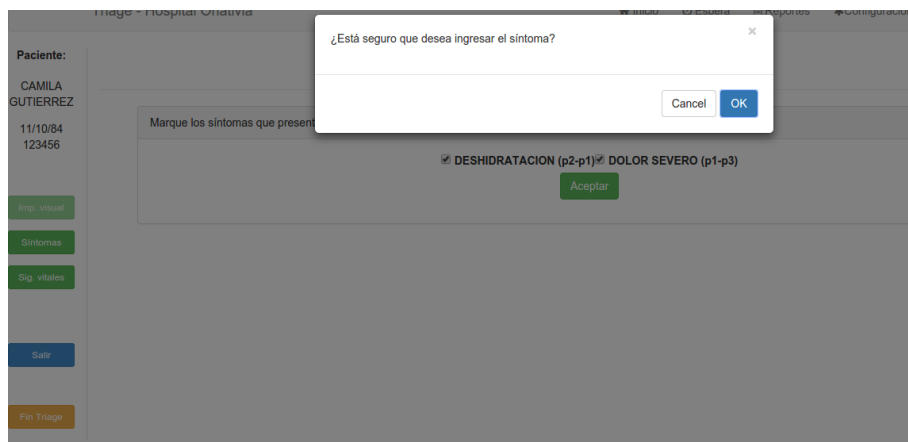 Triage - Hospital Oñativia
Inicio
Espera
Reportes
Configuración
¿Está seguro que desea ingresar el síntoma?
×
Cancel
OK
Paciente:
CAMILA
GUTIERREZ
11/10/84
123456
Imp. visual
Síntomas
Sig. vitales
Salir
Fin Triage
Marque los síntomas que present
DESHIDRATACION (p2-p1) DOLOR SEVERO (p1-p3)
Aceptar